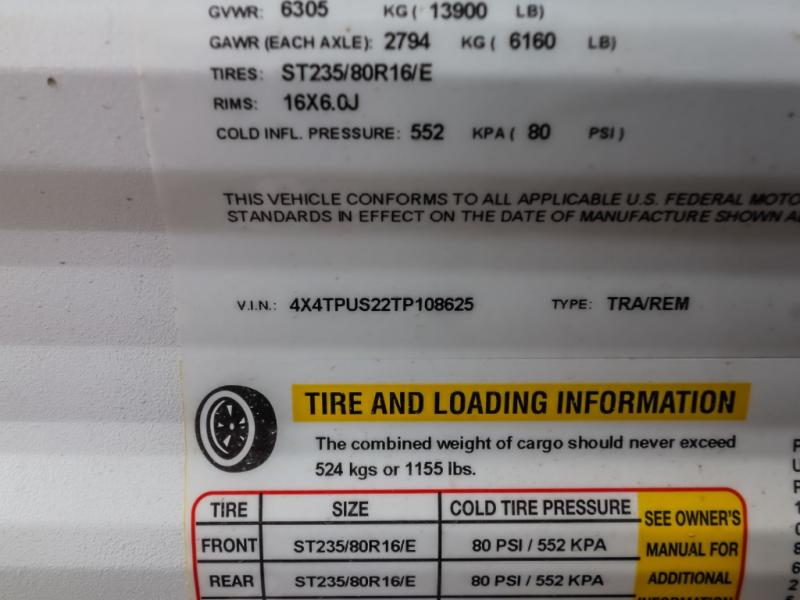 GVWR: 6305 KG ( 13900 LB)
GAWR (EACH AXLE): 2794 KG ( 6160 LB)
TIRES: ST235/80R16/E
RIMS: 16X6.0J
COLD INFL. PRESSURE: 552 KPA ( 80 PSI )
THIS VEHICLE CONFORMS TO ALL APPLICABLE U.S. FEDERAL MOTO
STANDARDS IN EFFECT ON THE DATE OF MANUFACTURE SHOWN A
V.I.N.: 4X4TPUS22TP108625 TYPE: TRA/REM
TIRE AND LOADING INFORMATION
The combined weight of cargo should never exceed
524 kgs or 1155 lbs.
TIRE SIZE COLD TIRE PRESSURE SEE OWNER'S
FRONT ST235/80R16/E 80 PSI / 552 KPA MANUAL FOR
REAR ST235/80R16/E 80 PSI / 552 KPA ADDITIONAL
INFORMATION